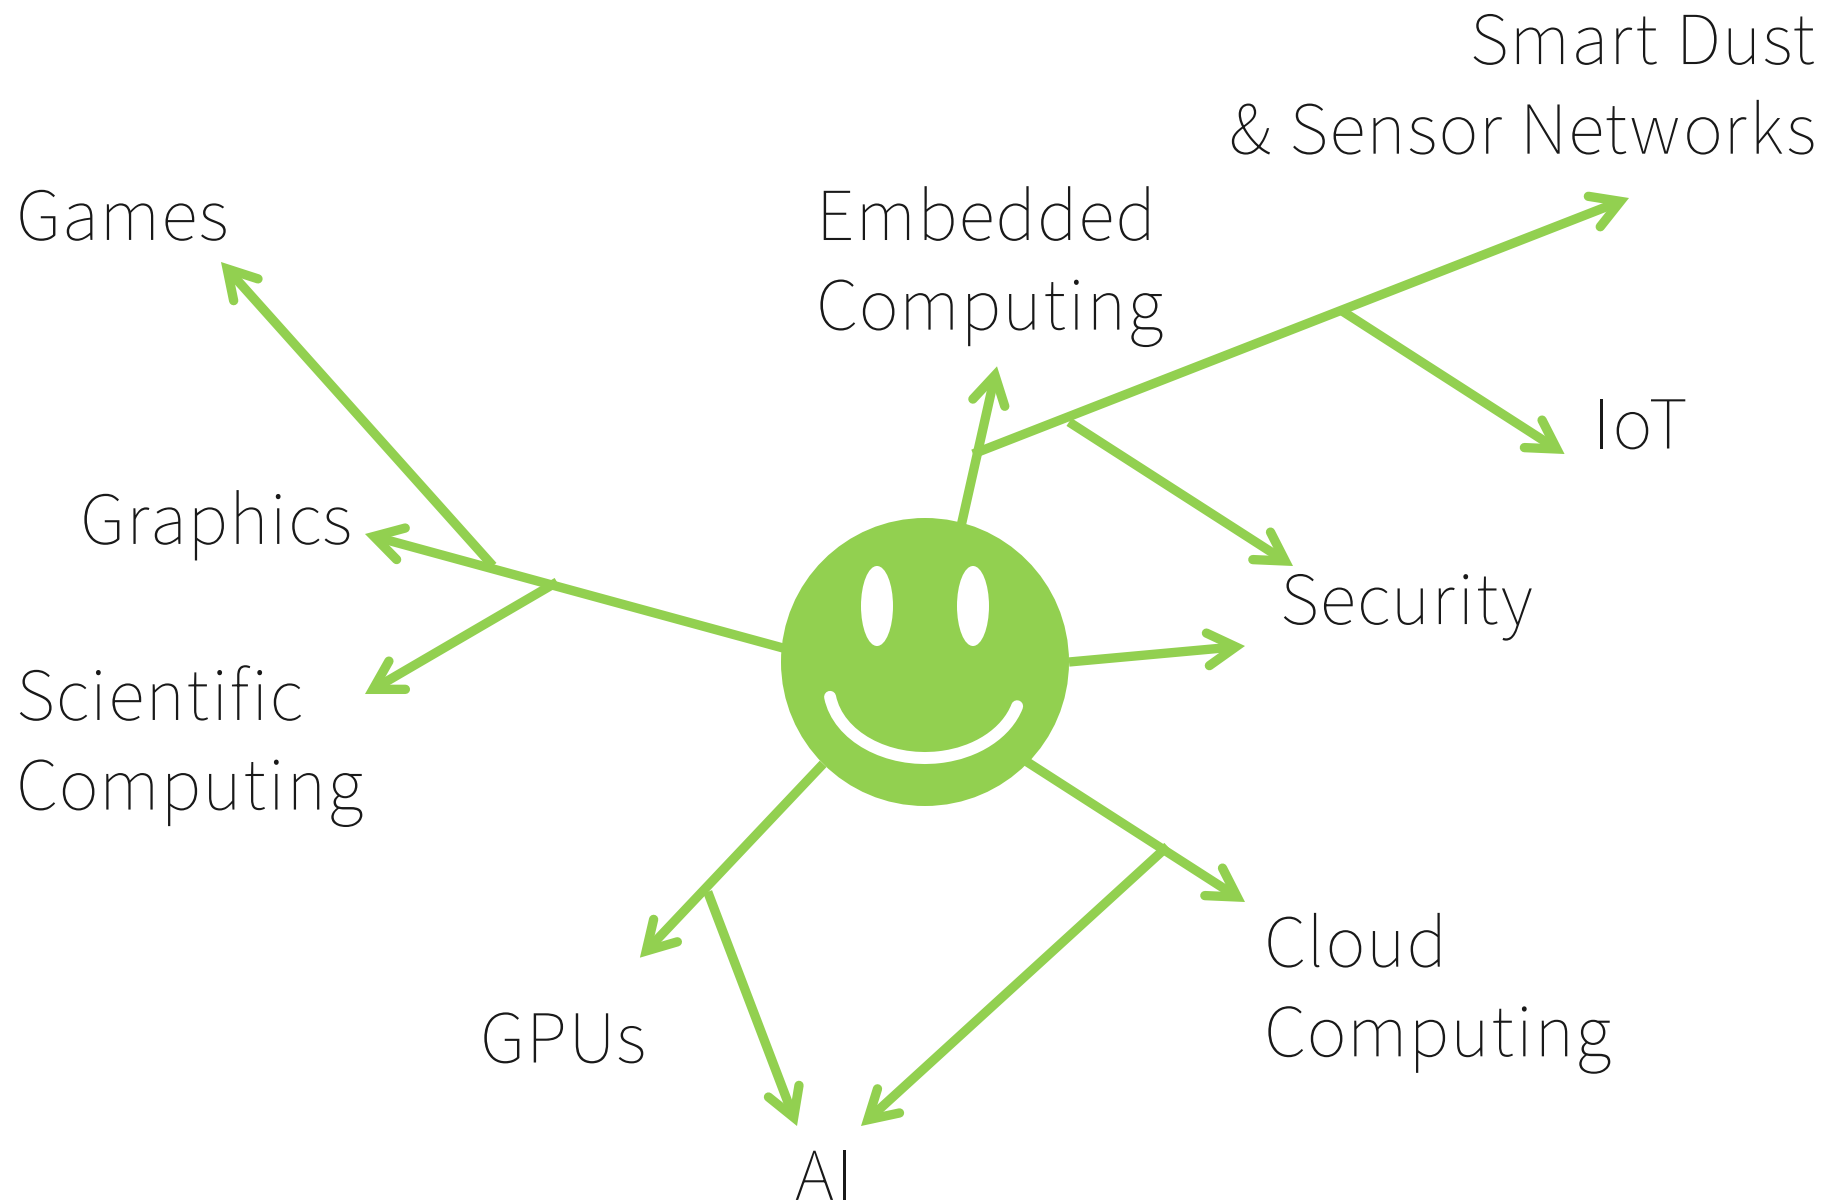 Smart Dust
& Sensor Networks
Games
Embedded
Computing
IoT
Graphics
Security
Scientific
Computing
Cloud
Computing
GPUs
AI